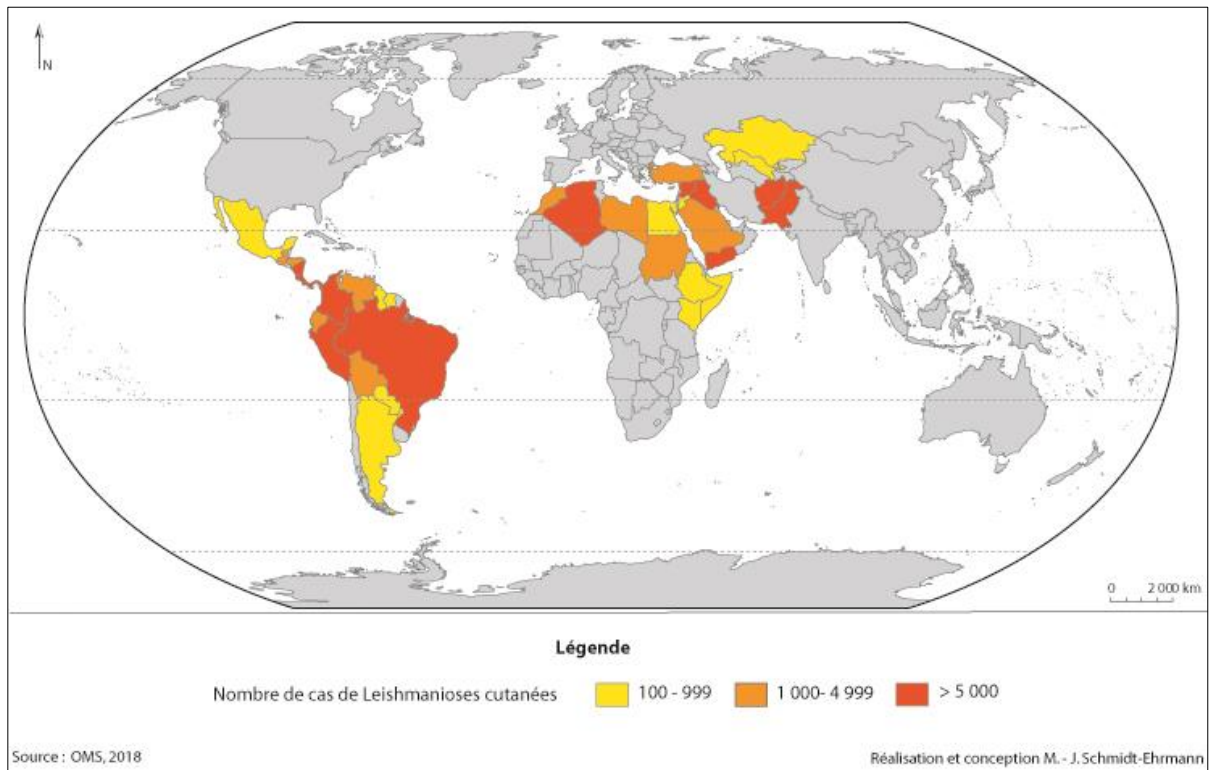 N
0 2 000 km
Légende
Nombre de cas de Leishmanioses cutanées 100 - 999 1 000- 4 999 > 5 000
Source : OMS, 2018 Réalisation et conception M. - J. Schmidt-Ehrmann